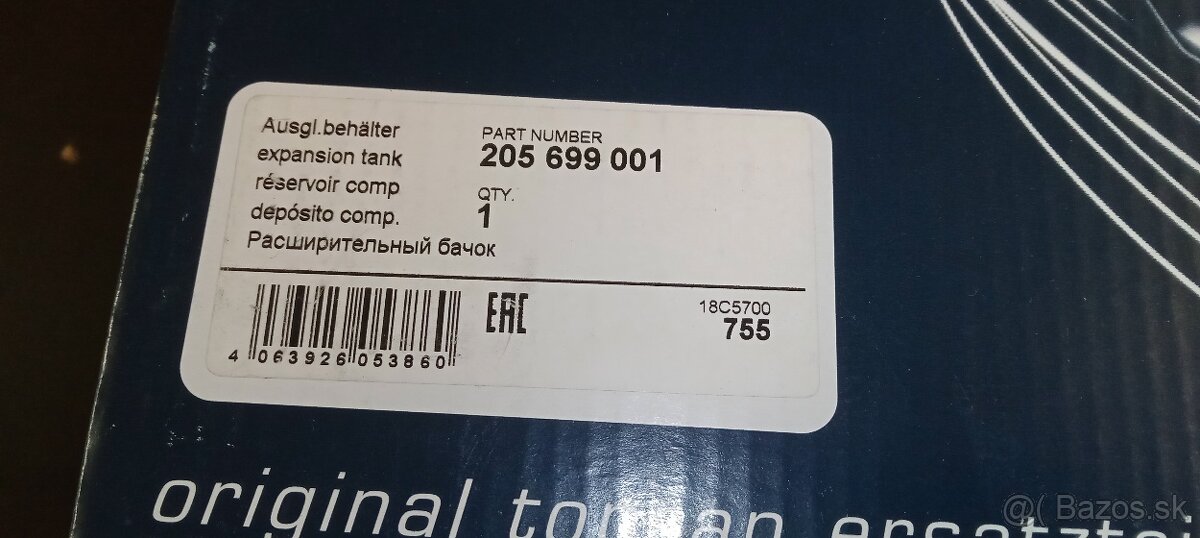 Ausgl.behälter
expansion tank
réservoir comp
depósito comp.
Расширительный бачок
PART NUMBER
205 699 001
QTY.
1
EAC
18C5700
755
4 063926 053860
original
@( Bazos.sk